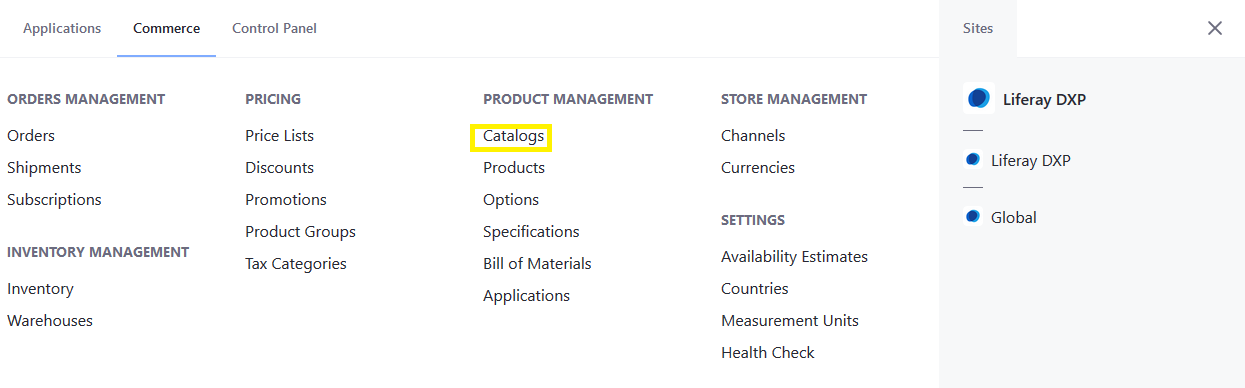 Applications
Commerce
Control Panel
Sites
ORDERS MANAGEMENT
Orders
Shipments
Subscriptions
INVENTORY MANAGEMENT
Inventory
Warehouses
PRICING
Price Lists
Discounts
Promotions
Product Groups
Tax Categories
PRODUCT MANAGEMENT
Catalogs
Products
Options
Specifications
Bill of Materials
Applications
STORE MANAGEMENT
Channels
Currencies
SETTINGS
Availability Estimates
Countries
Measurement Units
Health Check
Liferay DXP
Liferay DXP
Global